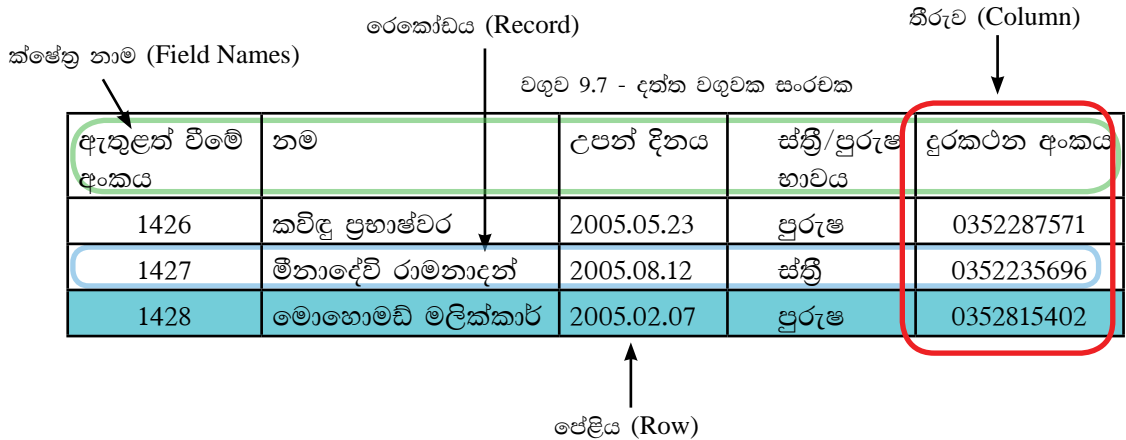 තීරුව (Column)
රෙකෝඩය (Record)
ක්ෂේත්‍ර නාම (Field Names)
වගුව 9.7 - දත්ත වගුවක සංරචක
ඇතුළත් වීමේ අංකය නම උපන් දිනය ස්ත්‍රී/පුරුෂ භාවය දුරකථන අංකය
1426 කවිඳු ප්‍රභාෂ්වර 2005.05.23 පුරුෂ 0352287571
1427 මීනාදේවි රාමනාදන් 2005.08.12 ස්ත්‍රී 0352235696
1428 මොහොමඩ් මලික්කාර් 2005.02.07 පුරුෂ 0352815402
පේළිය (Row)